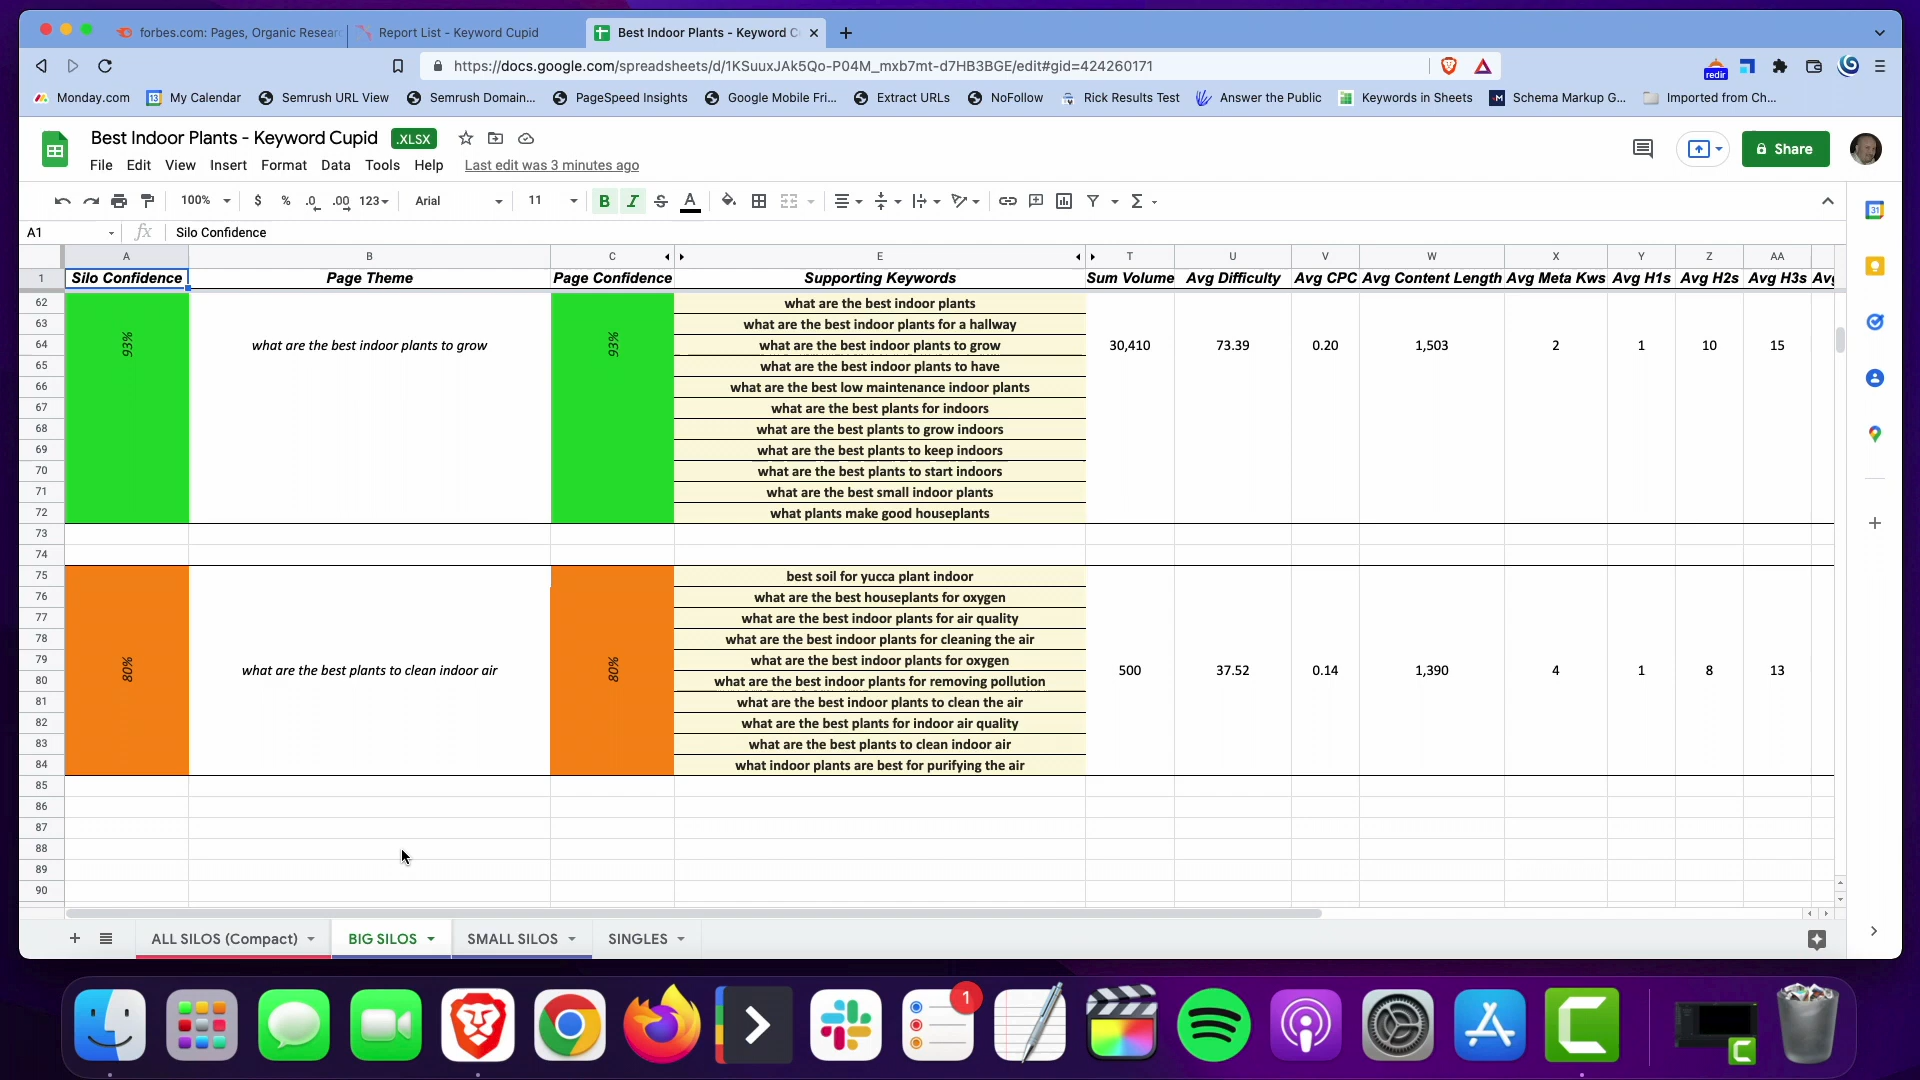 forbes.com: Pages, Organic Resear
Report List - Keyword Cupid
Best Indoor Plants - Keyword C
https://docs.google.com/spreadsheets/d/1KSuuxJAk5Qo-P04M_mxb7mt-d7HB3BGE/edit#gid=424260171
redir
Monday.com
My Calendar
Semrush URL View
Semrush Domain...
PageSpeed Insights
Google Mobile Fri...
Extract URLs
NoFollow
Rick Results Test
Answer the Public
Keywords in Sheets
Schema Markup G...
Imported from Ch...
Best Indoor Plants - Keyword Cupid .XLSX
File Edit View Insert Format Data Tools Help Last edit was 3 minutes ago
Share
100% $ % .0 .00 123 Arial 11 B I S A
A1 fx Silo Confidence
A B C E T U V W X Y Z AA
1 Silo Confidence Page Theme Page Confidence Supporting Keywords Sum Volume Avg Difficulty Avg CPC Avg Content Length Avg Meta Kws Avg H1s Avg H2s Avg H3s Avg
62 what are the best indoor plants
63 what are the best indoor plants for a hallway
64 93% what are the best indoor plants to grow 93% what are the best indoor plants to grow 30,410 73.39 0.20 1,503 2 1 10 15
65 what are the best indoor plants to have
66 what are the best low maintenance indoor plants
67 what are the best plants for indoors
68 what are the best plants to grow indoors
69 what are the best plants to keep indoors
70 what are the best plants to start indoors
71 what are the best small indoor plants
72 what plants make good houseplants
73
74
75 best soil for yucca plant indoor
76 what are the best houseplants for oxygen
77 what are the best indoor plants for air quality
78 what are the best indoor plants for cleaning the air
79 what are the best indoor plants for oxygen
80% what are the best plants to clean indoor air 80% 500 37.52 0.14 1,390 4 1 8 13
80 what are the best indoor plants for removing pollution
81 what are the best indoor plants to clean the air
82 what are the best plants for indoor air quality
83 what are the best plants to clean indoor air
84 what indoor plants are best for purifying the air
85
86
87
88
89
90
ALL SILOS (Compact) BIG SILOS SMALL SILOS SINGLES
1